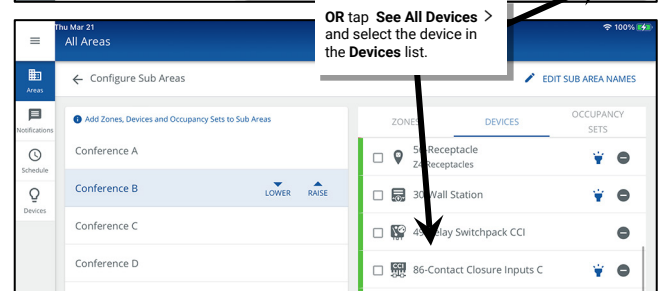 OR tap See All Devices >
and select the device in
the Devices list.
Thu Mar 21
100%
All Areas
Areas
Notifications
Schedule
Devices
← Configure Sub Areas
EDIT SUB AREA NAMES
Add Zones, Devices and Occupancy Sets to Sub Areas
Conference A
Conference B
LOWER
RAISE
Conference C
Conference D
DEVICES
OCCUPANCY
SETS
Receptacle
Z4 Receptacles
Wall Station
Switchpack CCI
86-Contact Closure Inputs C
CCI